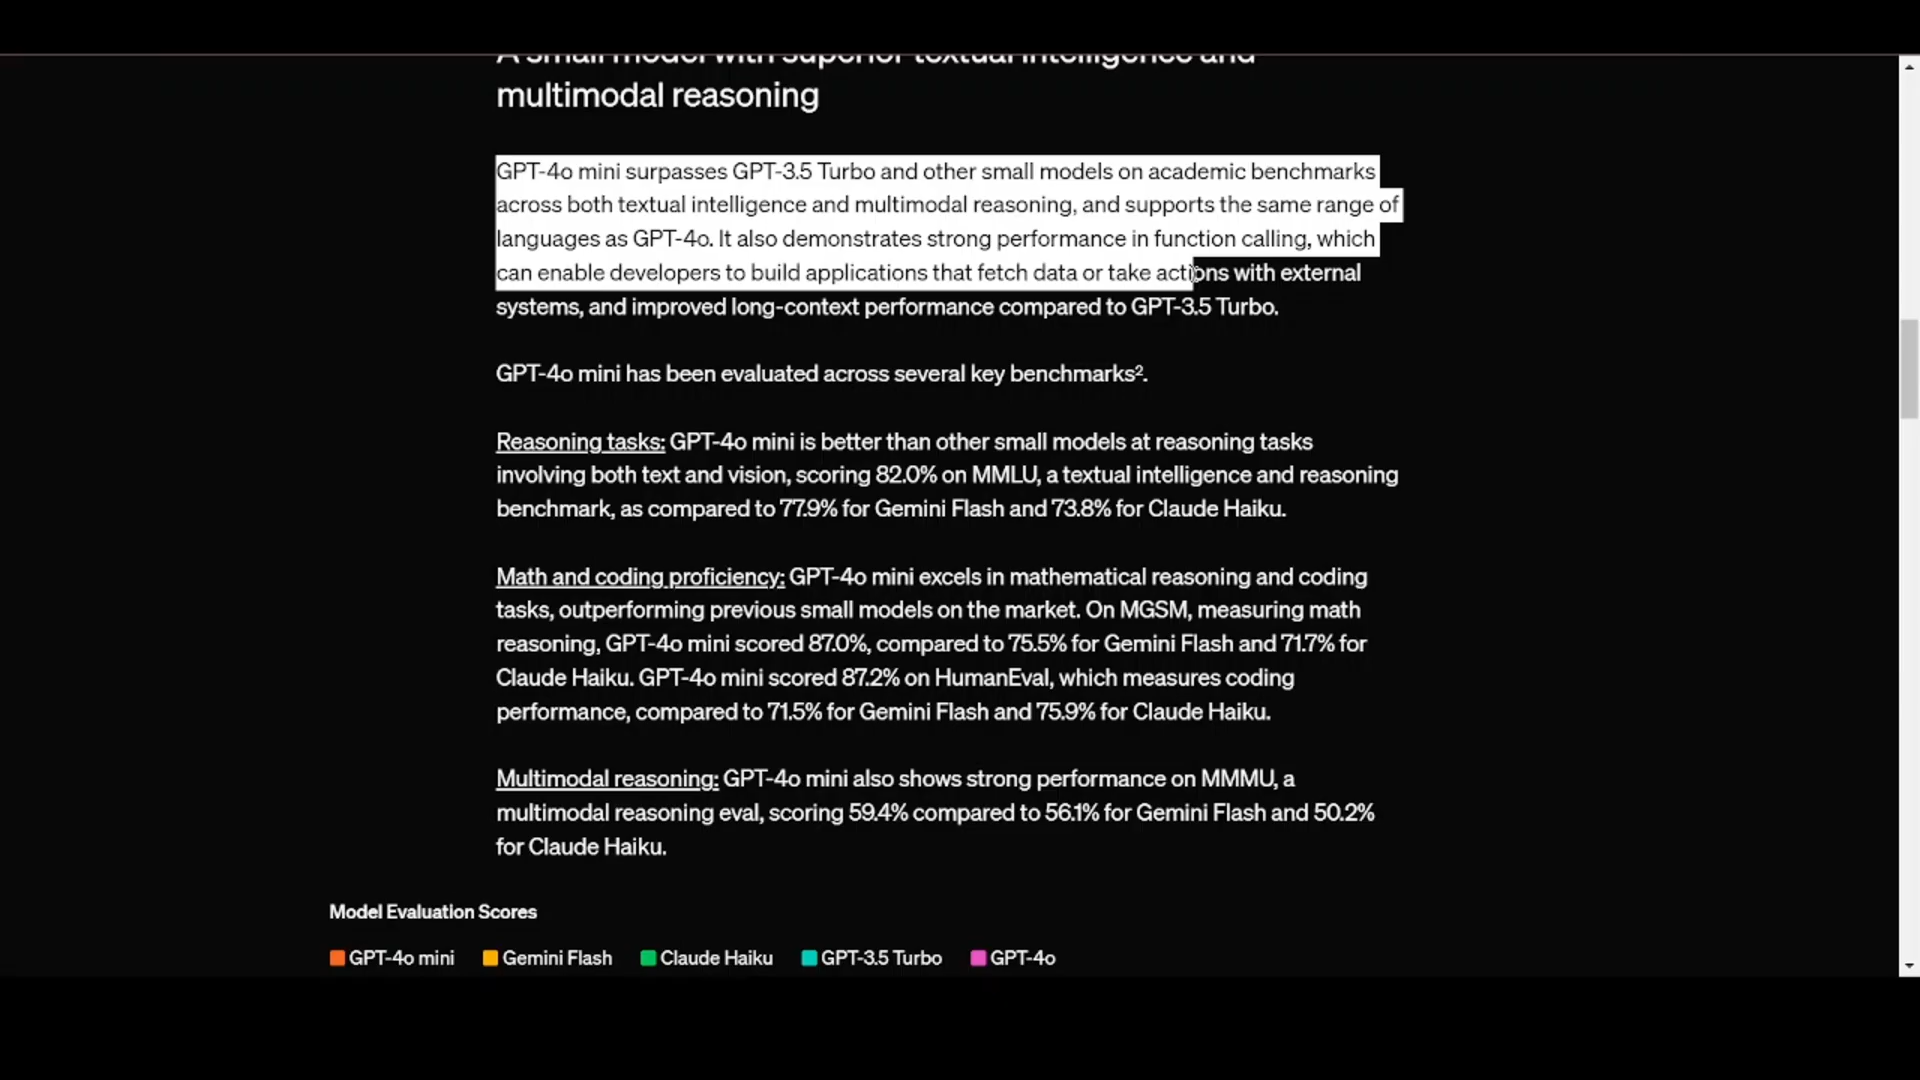 A small model with superior textual intelligence and
multimodal reasoning
GPT-4o mini surpasses GPT-3.5 Turbo and other small models on academic benchmarks
across both textual intelligence and multimodal reasoning, and supports the same range of
languages as GPT-4o. It also demonstrates strong performance in function calling, which
can enable developers to build applications that fetch data or take actions with external
systems, and improved long-context performance compared to GPT-3.5 Turbo.
GPT-4o mini has been evaluated across several key benchmarks².
Reasoning tasks: GPT-4o mini is better than other small models at reasoning tasks
involving both text and vision, scoring 82.0% on MMLU, a textual intelligence and reasoning
benchmark, as compared to 77.9% for Gemini Flash and 73.8% for Claude Haiku.
Math and coding proficiency: GPT-4o mini excels in mathematical reasoning and coding
tasks, outperforming previous small models on the market. On MGSM, measuring math
reasoning, GPT-4o mini scored 87.0%, compared to 75.5% for Gemini Flash and 71.7% for
Claude Haiku. GPT-4o mini scored 87.2% on HumanEval, which measures coding
performance, compared to 71.5% for Gemini Flash and 75.9% for Claude Haiku.
Multimodal reasoning: GPT-4o mini also shows strong performance on MMMU, a
multimodal reasoning eval, scoring 59.4% compared to 56.1% for Gemini Flash and 50.2%
for Claude Haiku.
Model Evaluation Scores
GPT-4o mini Gemini Flash Claude Haiku GPT-3.5 Turbo GPT-4o